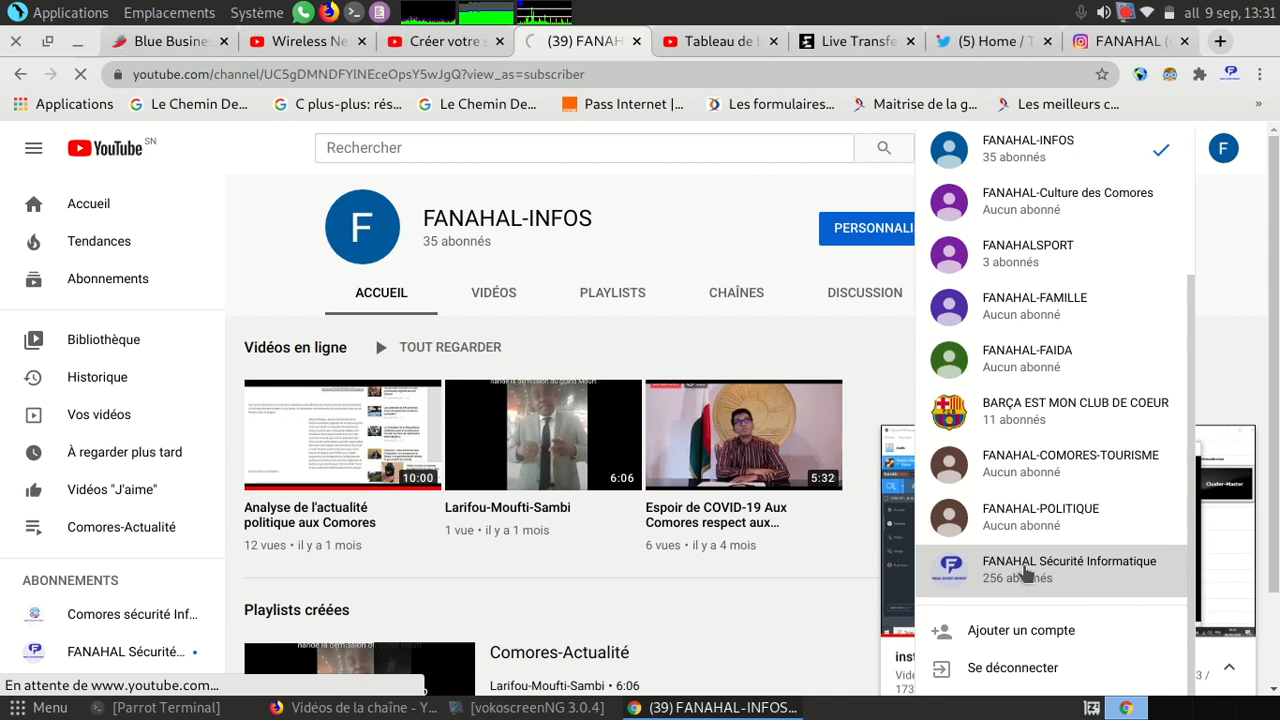 Applications Emplacements Système all 9 sep, 13:31
Blue Busines Wireless Ne Créer votre s (39) FANAH Tableau de b Live Transfe (5) Home / T FANAHAL (
youtube.com/channel/UC5gDMNDFYlNEceOpsY5wJgQ?view_as=subscriber
Applications Le Chemin De... C plus-plus: rés... Le Chemin De... Pass Internet |... Les formulaires... Maitrise de la g... Les meilleurs c... »
YouTube SN
Rechercher
F
Accueil
Tendances
Abonnements
Bibliothèque
Historique
Vos vidéos
À regarder plus tard
Vidéos "J'aime"
Comores-Actualité
ABONNEMENTS
Comores sécurité Inf...
FANAHAL Sécurité...
En attente de www.youtube.com...
F
FANAHAL-INFOS
35 abonnés
PERSONNALI
ACCUEIL VIDÉOS PLAYLISTS CHAÎNES DISCUSSION
Vidéos en ligne TOUT REGARDER
10:00
6:06
5:32
Analyse de l'actualité
politique aux Comores
12 vues • il y a 1 mois
Larifou-Moufti-Sambi
1 vue • il y a 1 mois
Espoir de COVID-19 Aux
Comores respect aux...
6 vues • il y a 4 mois
Playlists créées
Comores-Actualité
Larifou-Moufti-Sambi • 6:06
FANAHAL-INFOS
35 abonnés
FANAHAL-Culture des Comores
Aucun abonné
FANAHALSPORT
3 abonnés
FANAHAL-FAMILLE
Aucun abonné
FANAHAL-FAIDA
Aucun abonné
BARÇA EST MON CLUB DE COEUR
11 abonnés
FANAHAL-COMORES-TOURISME
Aucun abonné
FANAHAL-POLITIQUE
Aucun abonné
FANAHAL Sécurité Informatique
256 abonnés
Ajouter un compte
Se déconnecter
Cluster-Master
inst
Vidé
173
3 /
Menu [Parrot Terminal] Vidéos de la chaîne - Y... [vokoscreenNG 3.0.4] (39) FANAHAL-INFOS...